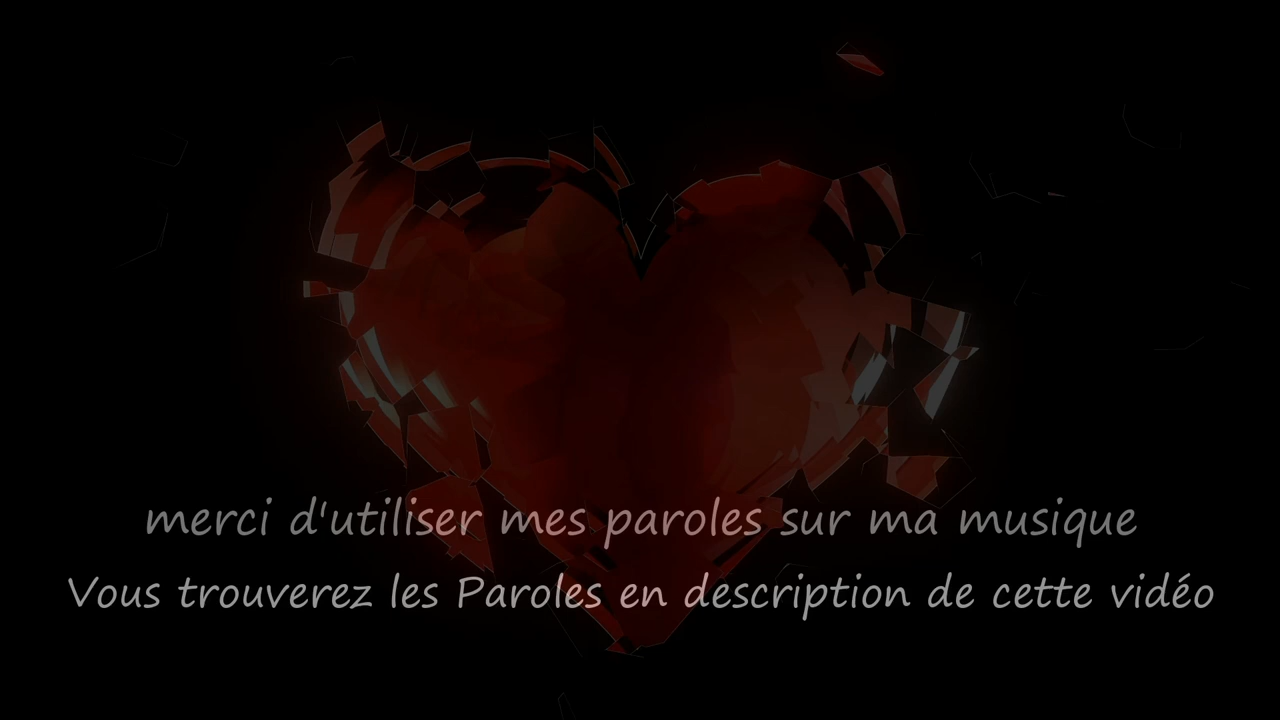 merci d'utiliser mes paroles sur ma musique
Vous trouverez les Paroles en description de cette vidéo